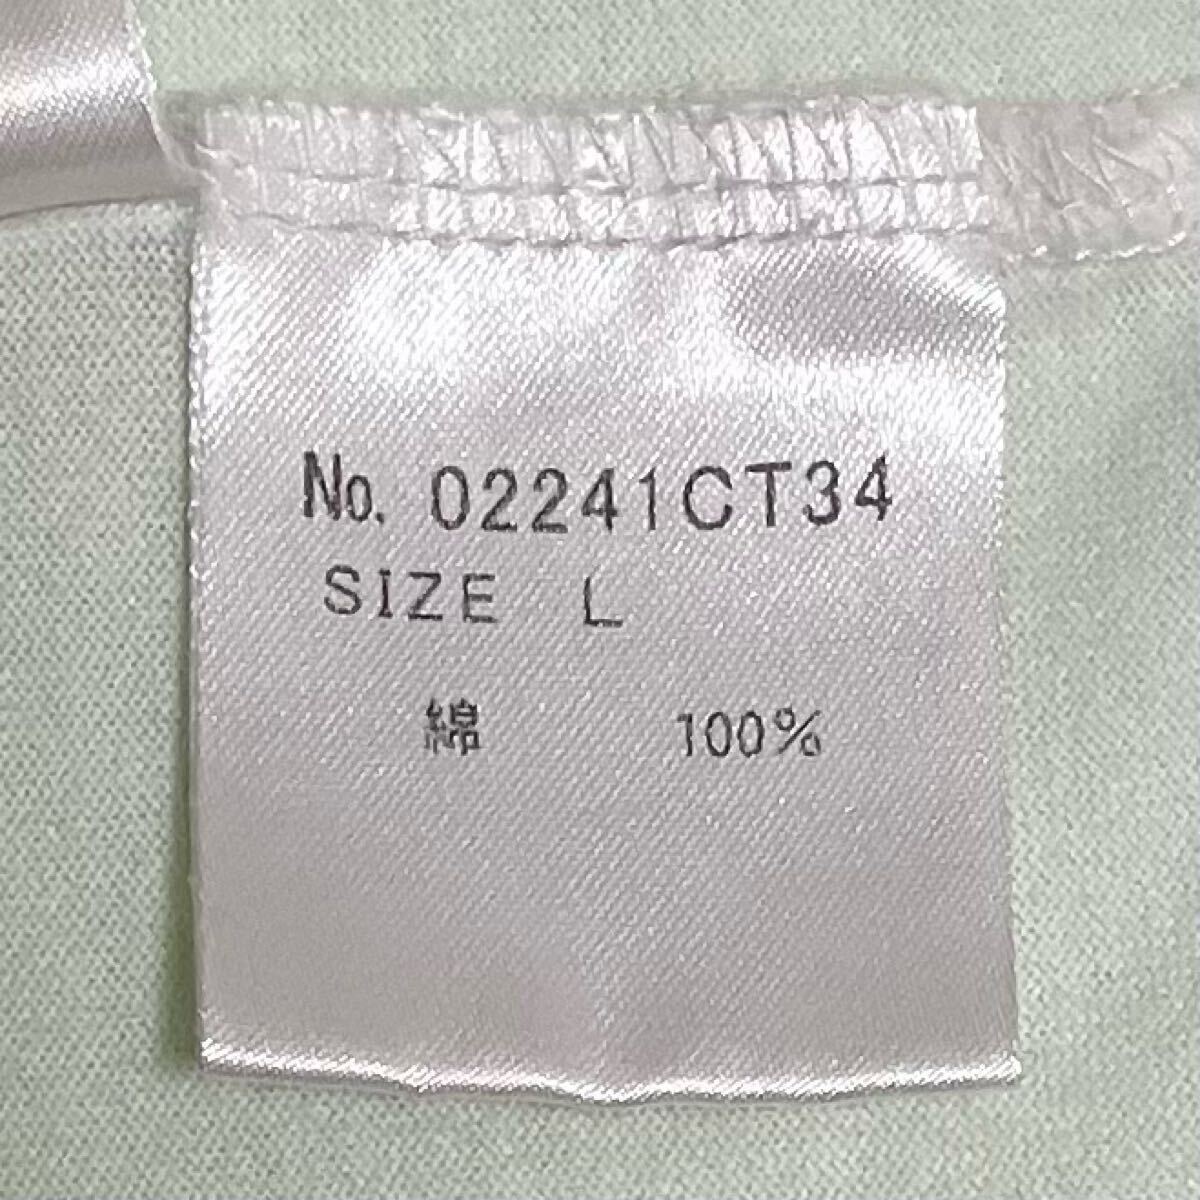 No. 02241CT34
SIZE L
綿 100%